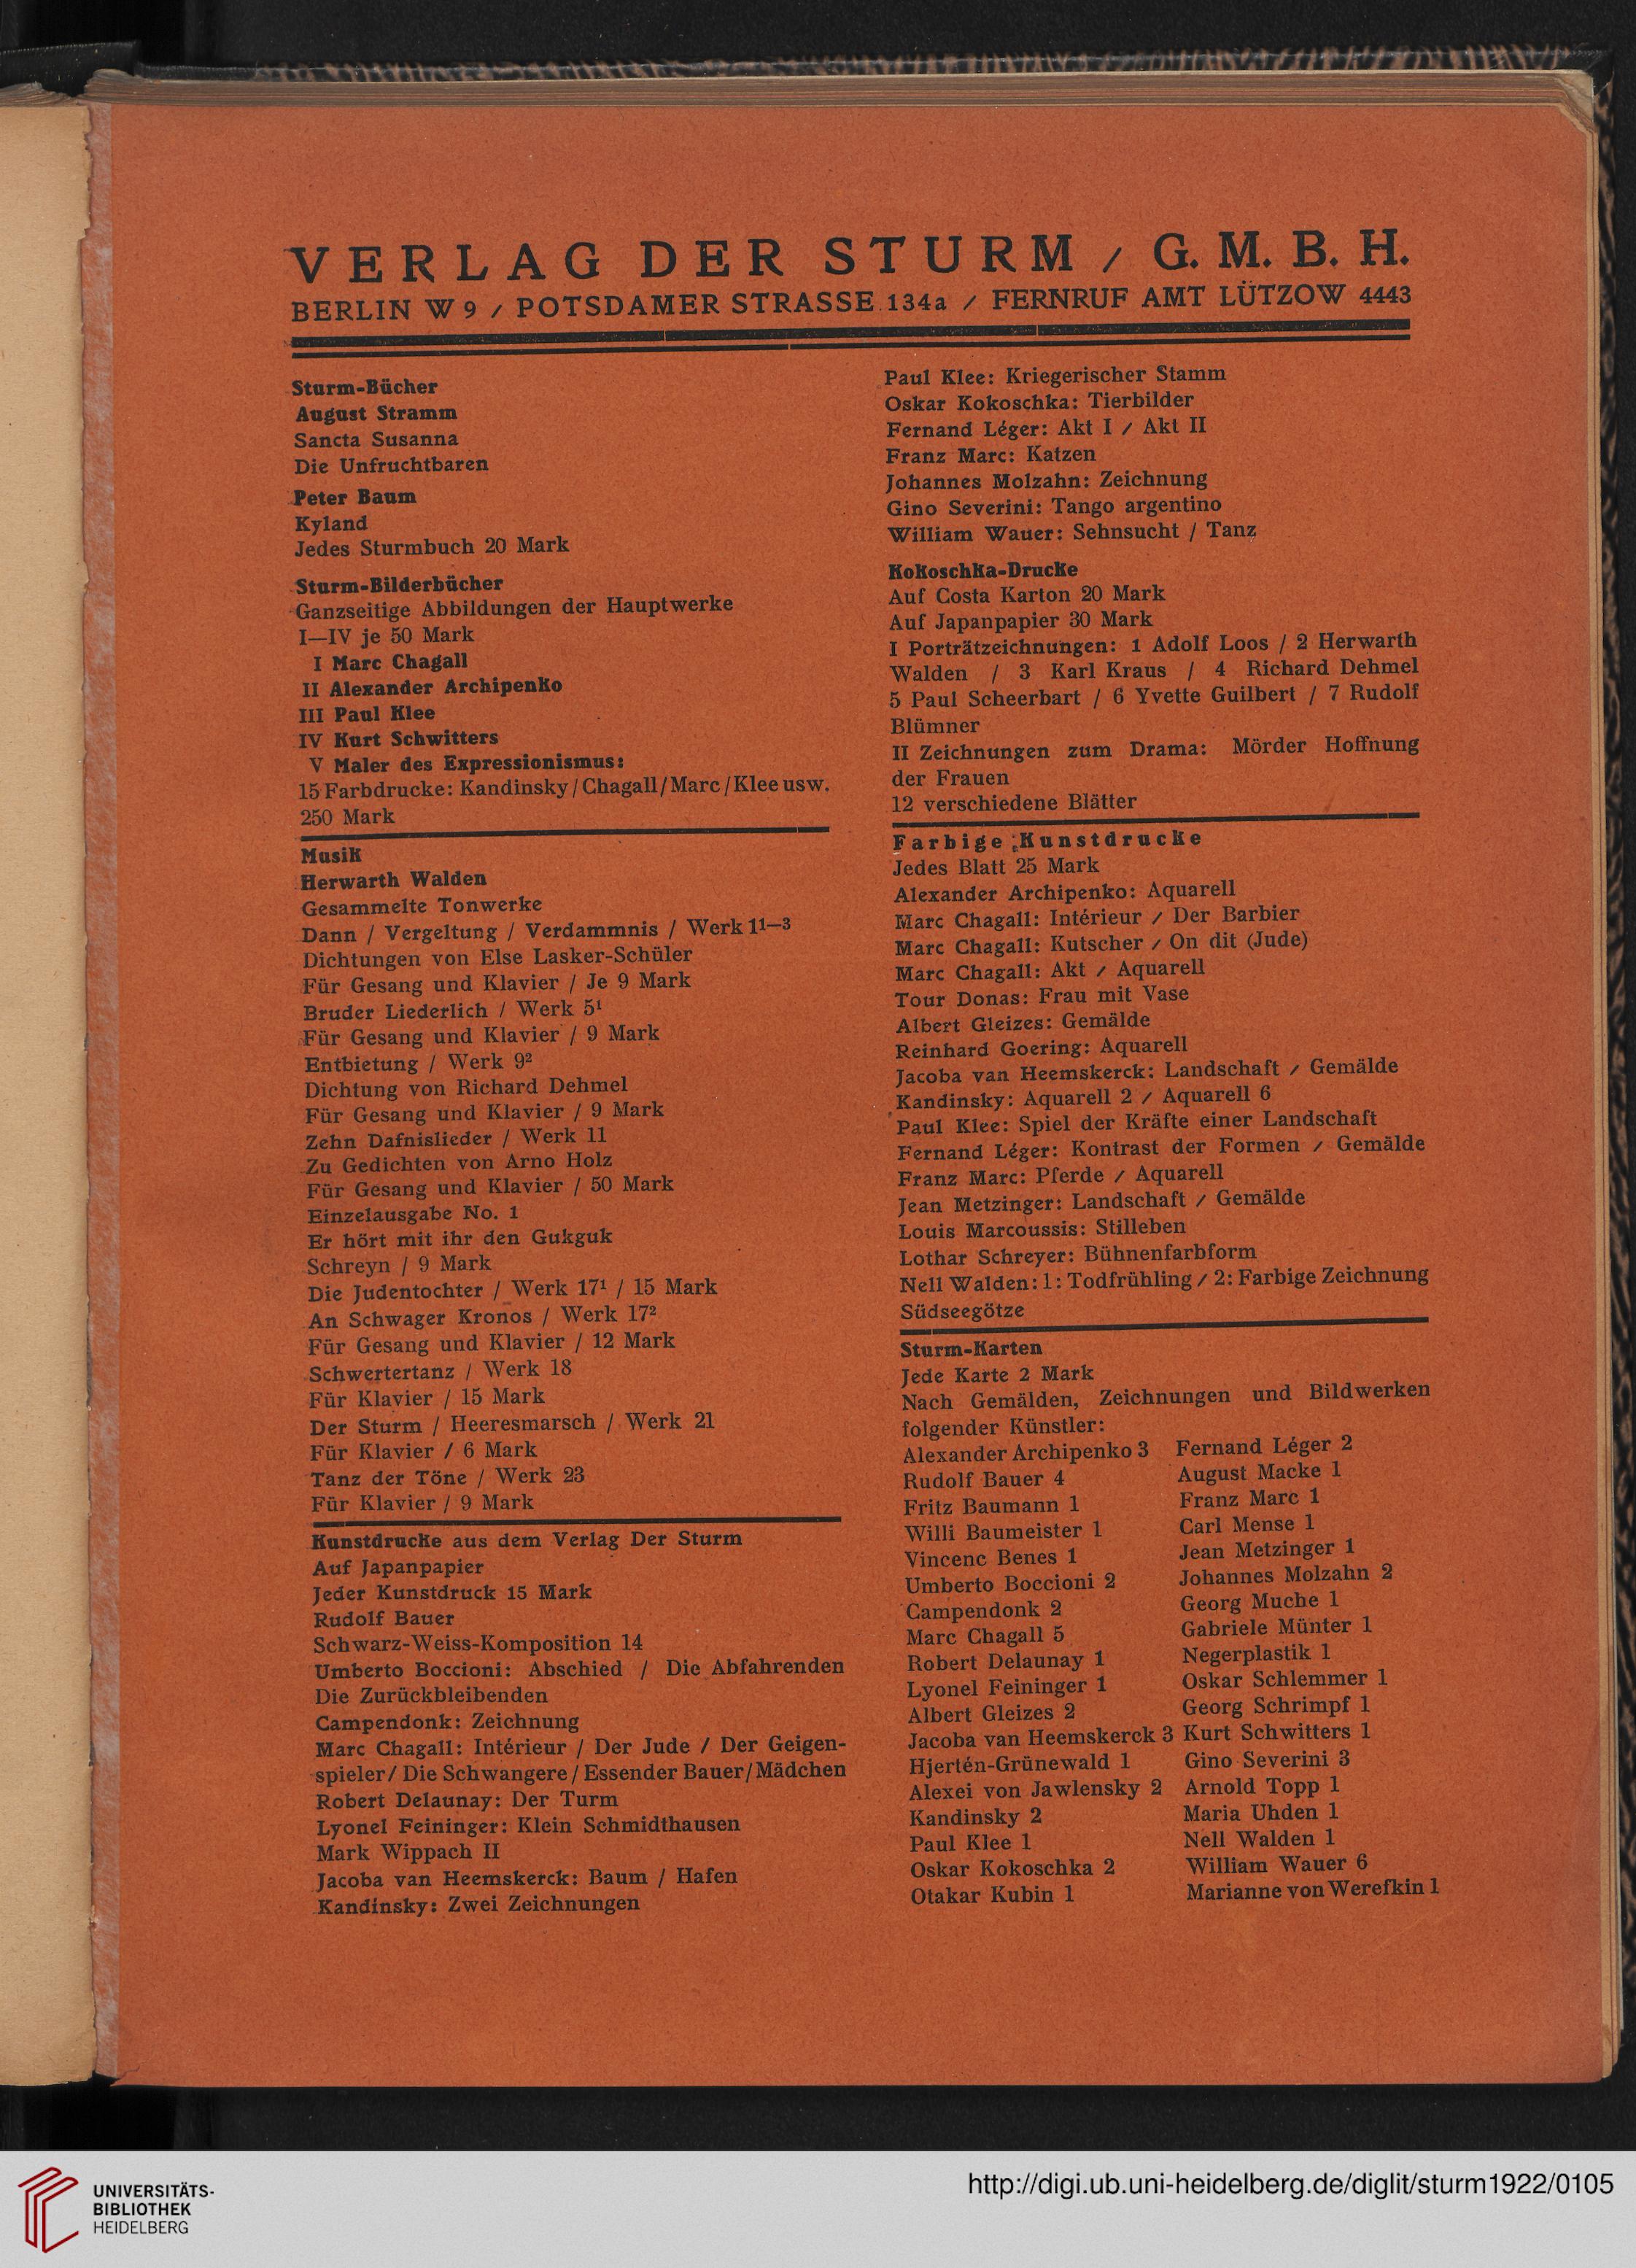 VERLAG DER STURM / G. M. B. H.
BERLIN W 9 / POTSDAMER STRASSE 134a / FERNRUF AMT LÜTZOW 4443
Sturm-Bücher
August Stramm
Sancta Susanna
Die Unfruchtbaren
Peter Baum
Kyland
Jedes Sturmbuch 20 Mark
Sturm-Bilderbücher
Ganzseitige Abbildungen der Hauptwerke
I—IV je 50 Mark
I Marc Chagall
II Alexander Archipenko
III Paul Klee
IV Kurt Schwitters
V Maler des Expressionismus:
15 Farbdrucke: Kandinsky / Chagall / Marc / Klee usw.
250 Mark
Musik
Herwarth Walden
Gesammelte Tonwerke
Dann / Vergeltung / Verdammnis / Werk 1¹—³
Dichtungen von Else Lasker-Schüler
Für Gesang und Klavier / Je 9 Mark
Bruder Liederlich / Werk 5¹
Für Gesang und Klavier / 9 Mark
Entbietung / Werk 9²
Dichtung von Richard Dehmel
Für Gesang und Klavier / 9 Mark
Zehn Dafnislieder / Werk 11
Zu Gedichten von Arno Holz
Für Gesang und Klavier / 50 Mark
Einzelausgabe No. 1
Er hört mit ihr den Gukguk
Schreyn / 9 Mark
Die Judentochter / Werk 17¹ / 15 Mark
An Schwager Kronos / Werk 17²
Für Gesang und Klavier / 12 Mark
Schwertertanz / Werk 18
Für Klavier / 15 Mark
Der Sturm / Heeresmarsch / Werk 21
Für Klavier / 6 Mark
Tanz der Töne / Werk 23
Für Klavier / 9 Mark
Kunstdrucke aus dem Verlag Der Sturm
Auf Japanpapier
Jeder Kunstdruck 15 Mark
Rudolf Bauer
Schwarz-Weiss-Komposition 14
Umberto Boccioni: Abschied / Die Abfahrenden
Die Zurückbleibenden
Campendonk: Zeichnung
Marc Chagall: Intérieur / Der Jude / Der Geigen-
spieler / Die Schwangere / Essender Bauer / Mädchen
Robert Delaunay: Der Turm
Lyonel Feininger: Klein Schmidthausen
Mark Wippach II
Jacoba van Heemskerck: Baum / Hafen
Kandinsky: Zwei Zeichnungen
Paul Klee: Kriegerischer Stamm
Oskar Kokoschka: Tierbilder
Fernand Léger: Akt I / Akt II
Franz Marc: Katzen
Johannes Molzahn: Zeichnung
Gino Severini: Tango argentino
William Wauer: Sehnsucht / Tanz
Kokoschka-Drucke
Auf Costa Karton 20 Mark
Auf Japanpapier 30 Mark
I Porträtzeichnungen: 1 Adolf Loos / 2 Herwarth
Walden / 3 Karl Kraus / 4 Richard Dehmel
5 Paul Scheerbart / 6 Yvette Guilbert / 7 Rudolf
Blümner
II Zeichnungen zum Drama: Mörder Hoffnung
der Frauen
12 verschiedene Blätter
Farbige Kunstdrucke
Jedes Blatt 25 Mark
Alexander Archipenko: Aquarell
Marc Chagall: Intérieur / Der Barbier
Marc Chagall: Kutscher / On dit (Jude)
Marc Chagall: Akt / Aquarell
Tour Donas: Frau mit Vase
Albert Gleizes: Gemälde
Reinhard Goering: Aquarell
Jacoba van Heemskerck: Landschaft / Gemälde
Kandinsky: Aquarell 2 / Aquarell 6
Paul Klee: Spiel der Kräfte einer Landschaft
Fernand Léger: Kontrast der Formen / Gemälde
Franz Marc: Pferde / Aquarell
Jean Metzinger: Landschaft / Gemälde
Louis Marcoussis: Stilleben
Lothar Schreyer: Bühnenfarbform
Nell Walden: 1: Todfrühling / 2: Farbige Zeichnung
Südseegötze
Sturm-Karten
Jede Karte 2 Mark
Nach Gemälden, Zeichnungen und Bildwerken
folgender Künstler:
Alexander Archipenko 3
Rudolf Bauer 4
Fritz Baumann 1
Willi Baumeister 1
Vincenc Benes 1
Umberto Boccioni 2
Campendonk 2
Marc Chagall 5
Robert Delaunay 1
Lyonel Feininger 1
Albert Gleizes 2
Jacoba van Heemskerck 3
Hjertén-Grünewald 1
Alexei von Jawlensky 2
Kandinsky 2
Paul Klee 1
Oskar Kokoschka 2
Otakar Kubin 1
Fernand Léger 2
August Macke 1
Franz Marc 1
Carl Mense 1
Jean Metzinger 1
Johannes Molzahn 2
Georg Muche 1
Gabriele Münter 1
Negerplastik 1
Oskar Schlemmer 1
Georg Schrimpf 1
Kurt Schwitters 1
Gino Severini 3
Arnold Topp 1
Maria Uhden 1
Nell Walden 1
William Wauer 6
Marianne von Werefkin 1
UNIVERSITÄTS-
BIBLIOTHEK
HEIDELBERG
http://digi.ub.uni-heidelberg.de/diglit/sturm1922/0105